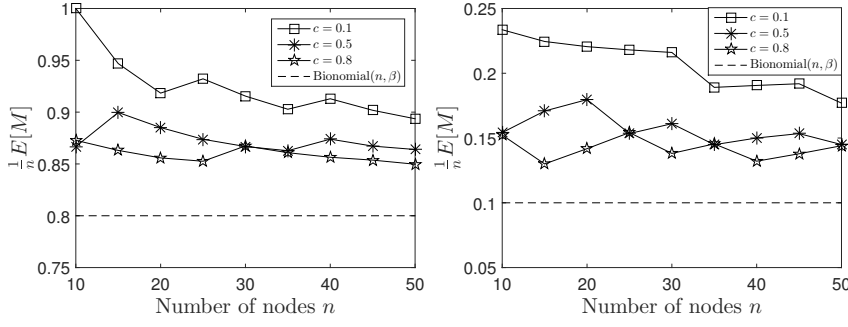 1
0.95
0.9
0.85
0.8
0.75
10 20 30 40 50
Number of nodes n
1/n E[M]
c = 0.1
c = 0.5
c = 0.8
Bionomial(n, β)
0.25
0.2
0.15
0.1
0.05
10 20 30 40 50
Number of nodes n
1/n E[M]
c = 0.1
c = 0.5
c = 0.8
Bionomial(n, β)